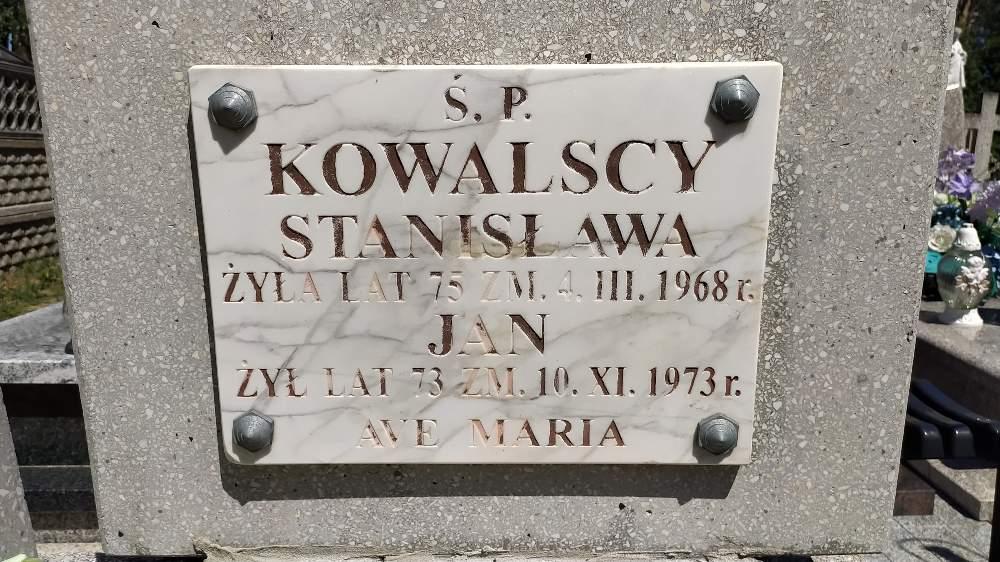 Ś. P.
KOWALSCY
STANISŁAWA
ŻYŁA LAT 75 ZM. 4. III. 1968 r.
JAN
ŻYŁ LAT 73 ZM. 10. XI. 1973 r.
AVE MARIA